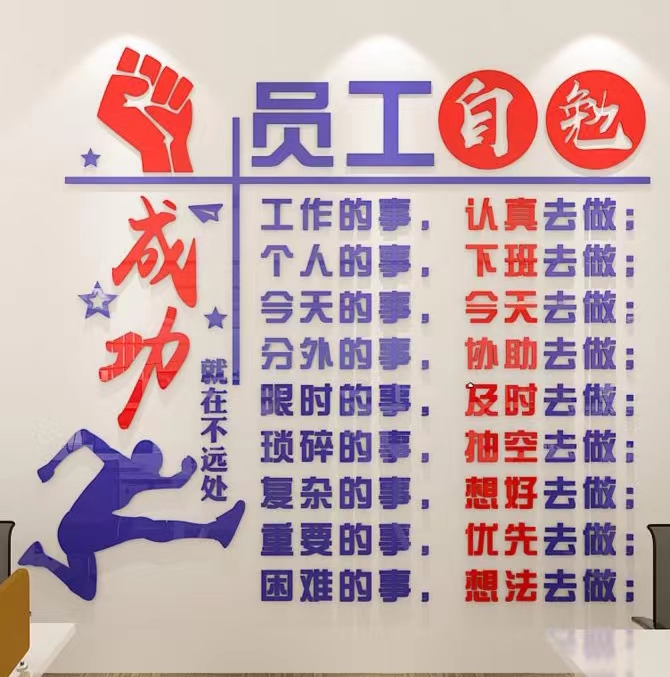 员工自勉
成功
就在不远处
工作的事，认真去做；
个人的事，下班去做；
今天的事，今天去做；
分外的事，协助去做；
限时的事，及时去做；
琐碎的事，抽空去做；
复杂的事，想好去做；
重要的事，优先去做；
困难的事，想法去做；